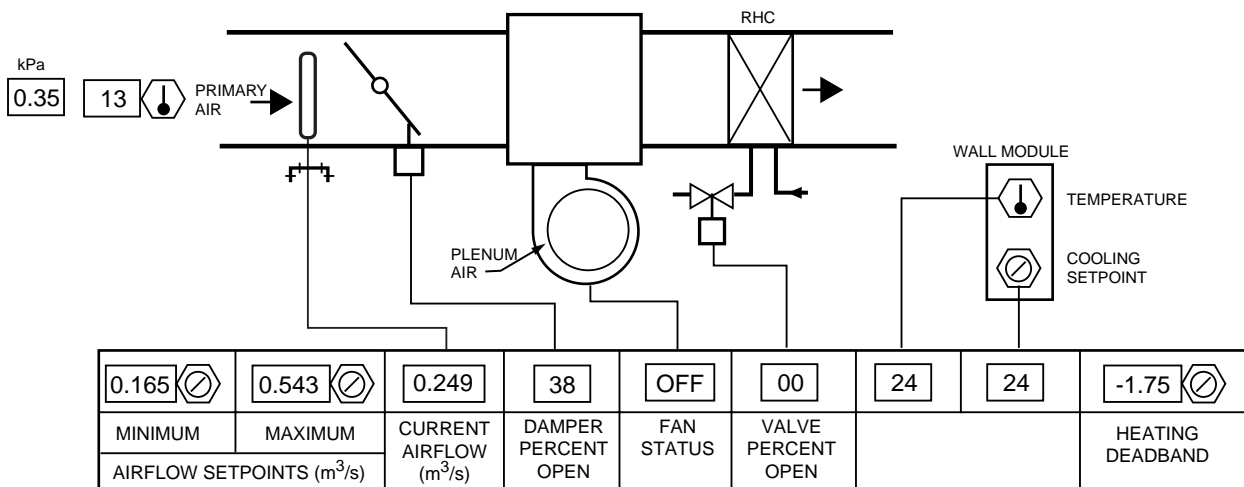 RHC
kPa
0.35
13
PRIMARY
AIR
WALL MODULE
TEMPERATURE
COOLING
SETPOINT
PLENUM
AIR
0.165
0.543
0.249
38
OFF
00
24
24
-1.75
MINIMUM
MAXIMUM
AIRFLOW SETPOINTS (m³/s)
CURRENT
AIRFLOW
(m³/s)
DAMPER
PERCENT
OPEN
FAN
STATUS
VALVE
PERCENT
OPEN
HEATING
DEADBAND